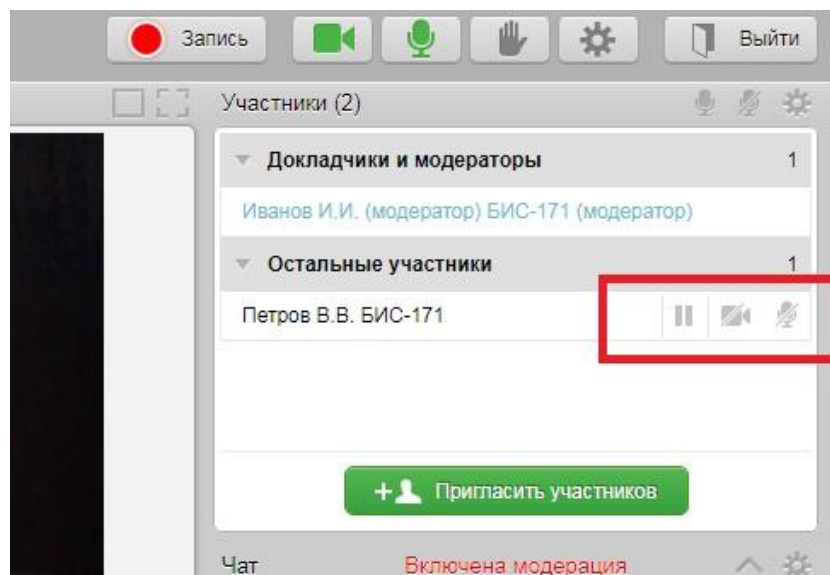 Запись
Выйти
Участники (2)
Докладчики и модераторы 1
Иванов И.И. (модератор) БИС-171 (модератор)
Остальные участники 1
Петров В.В. БИС-171
Пригласить участников
Чат Включена модерация